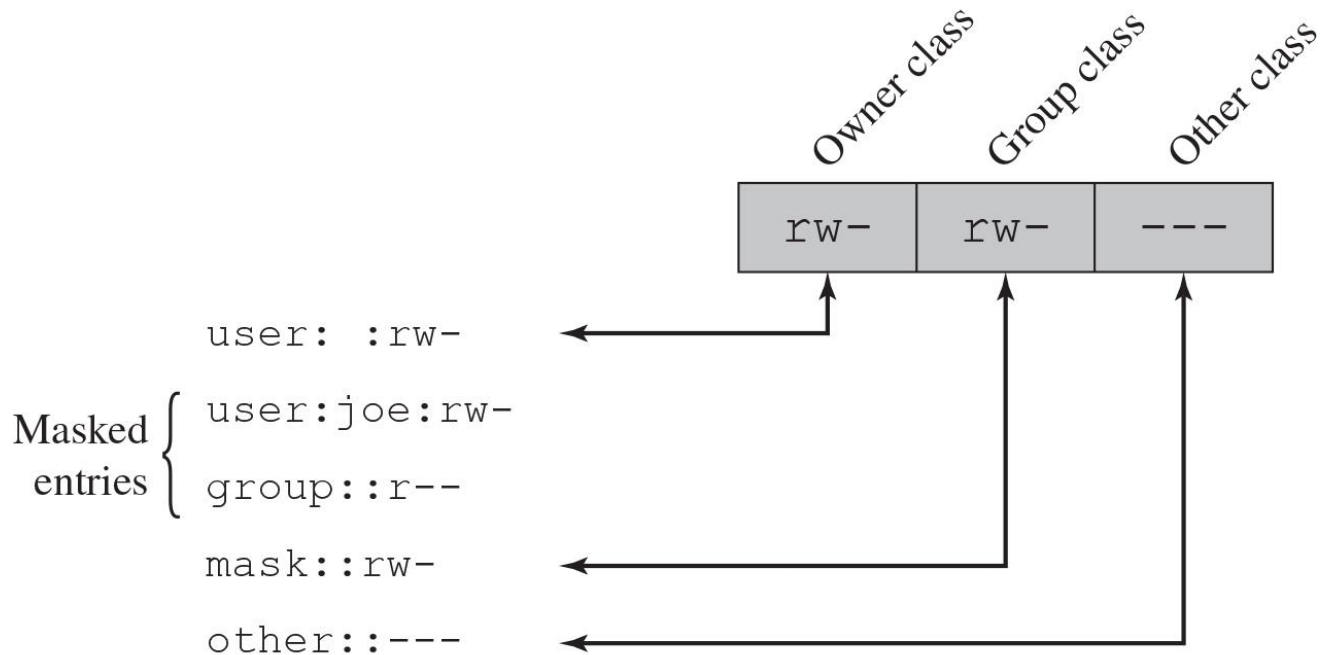 Owner class
Group class
Other class
rw-
rw-
---
user: :rw-
Masked
entries
user:joe:rw-
group::r--
mask::rw-
other::---